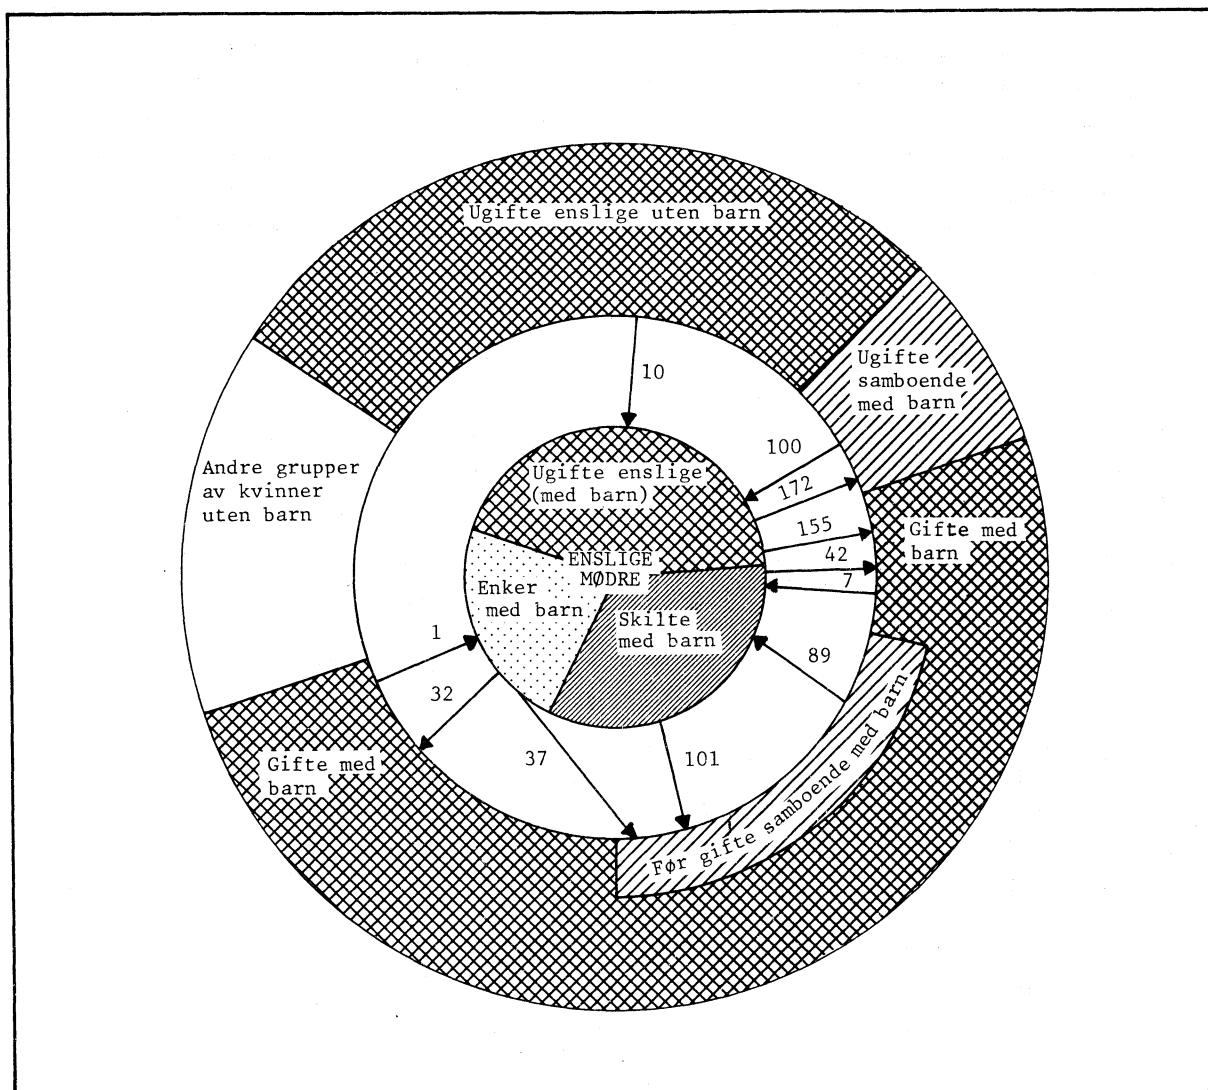 Ugifte enslige uten barn
10
Ugifte
samboende
med barn
100
172
155
42
7
Andre grupper
av kvinner
uten barn
Ugifte enslige
(med barn)
Gifte med
barn
ENSLIGE
MØDRE
Enker
med barn
Skilte
med barn
1
89
32
37
101
Gifte med
barn
Før gifte samboende med barn